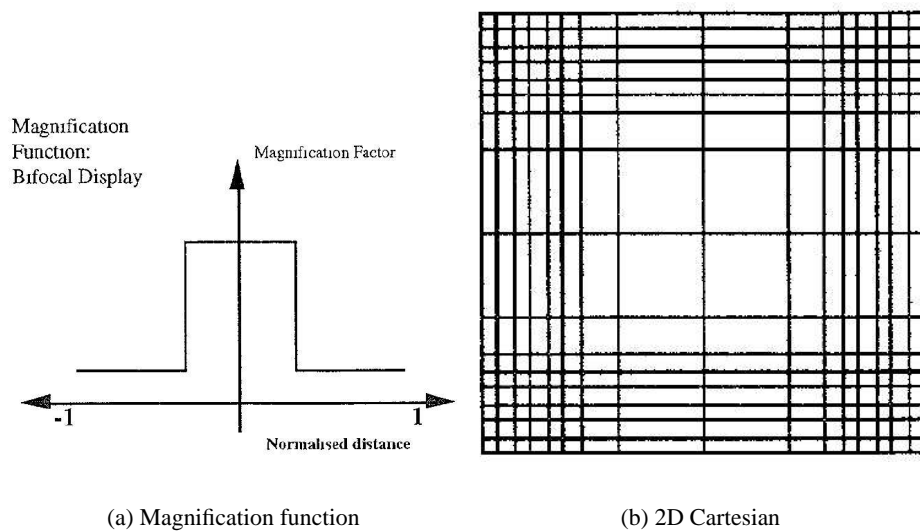 Magnification
Function:
Bifocal Display
Magnification Factor
-1
1
Normalised distance
(a) Magnification function
(b) 2D Cartesian